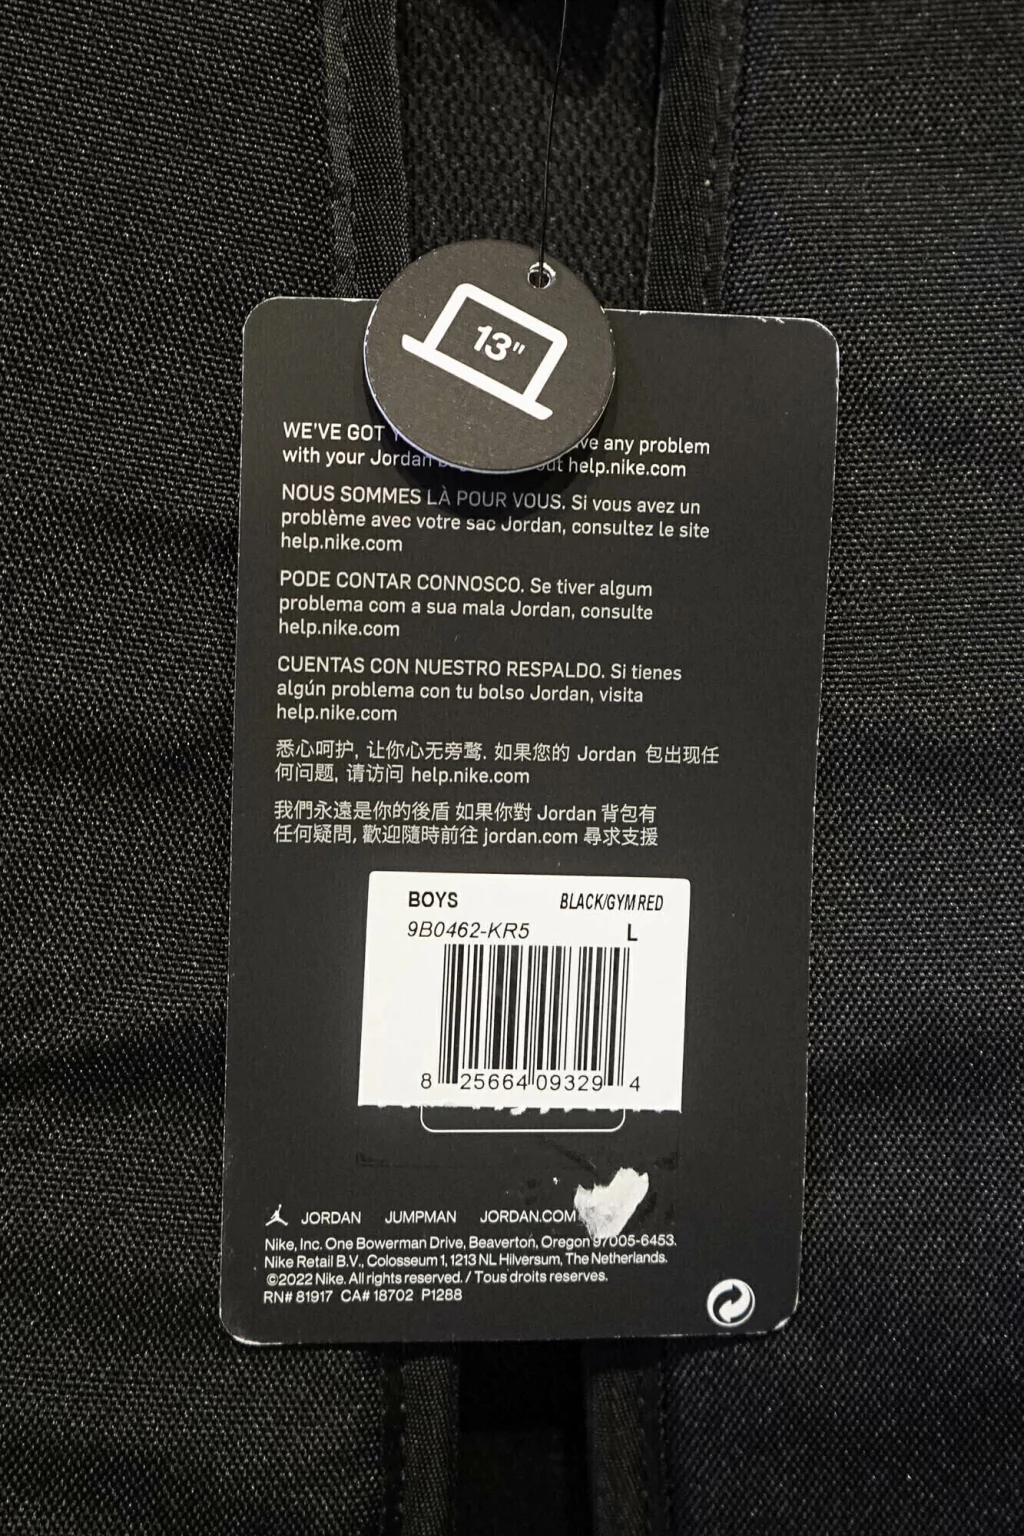 13"
WE'VE GOT
ve any problem
with your Jordan
out help.nike.com
NOUS SOMMES LÀ POUR VOUS. Si vous avez un
problème avec votre sac Jordan, consultez le site
help.nike.com
PODE CONTAR CONNOSCO. Se tiver algum
problema com a sua mala Jordan, consulte
help.nike.com
CUENTAS CON NUESTRO RESPALDO. Si tienes
algún problema con tu bolso Jordan, visita
help.nike.com
悉心呵护, 让你心无旁骛. 如果您的 Jordan 包出现任
何问题, 请访问 help.nike.com
我們永遠是你的後盾 如果你對 Jordan 背包有
任何疑問, 歡迎隨時前往 jordan.com 尋求支援
BOYS BLACK/GYM RED
9B0462-KR5 L
8 25664 09329 4
JORDAN JUMPMAN JORDAN.COM
Nike, Inc. One Bowerman Drive, Beaverton, Oregon 97005-6453.
Nike Retail B.V., Colosseum 1, 1213 NL Hilversum, The Netherlands.
©2022 Nike. All rights reserved. / Tous droits reserves.
RN# 81917 CA# 18702 P1288